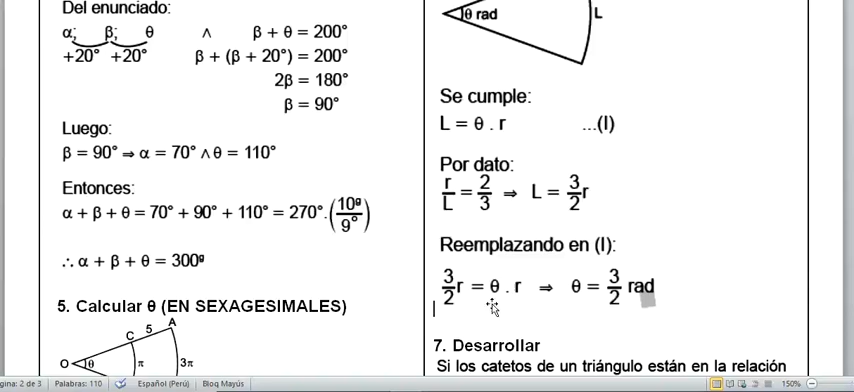 Del enunciado:
α; β; θ ∧ β + θ = 200°
+20° +20° β + (β + 20°) = 200°
2β = 180°
β = 90°
Luego:
β = 90° ⇒ α = 70° ∧ θ = 110°
Entonces:
α + β + θ = 70° + 90° + 110° = 270°.(10ᵍ/9°)
∴ α + β + θ = 300ᵍ
5. Calcular θ (EN SEXAGESIMALES)
A
5
C
O θ π 3π
θ rad L
Se cumple:
L = θ . r ...(I)
Por dato:
r/L = 2/3 ⇒ L = 3/2 r
Reemplazando en (I):
3/2 r = θ . r ⇒ θ = 3/2 rad
7. Desarrollar
Si los catetos de un triángulo están en la relación
gina: 2 de 3 Palabras: 110 Español (Perú) Bloq Mayús 150%